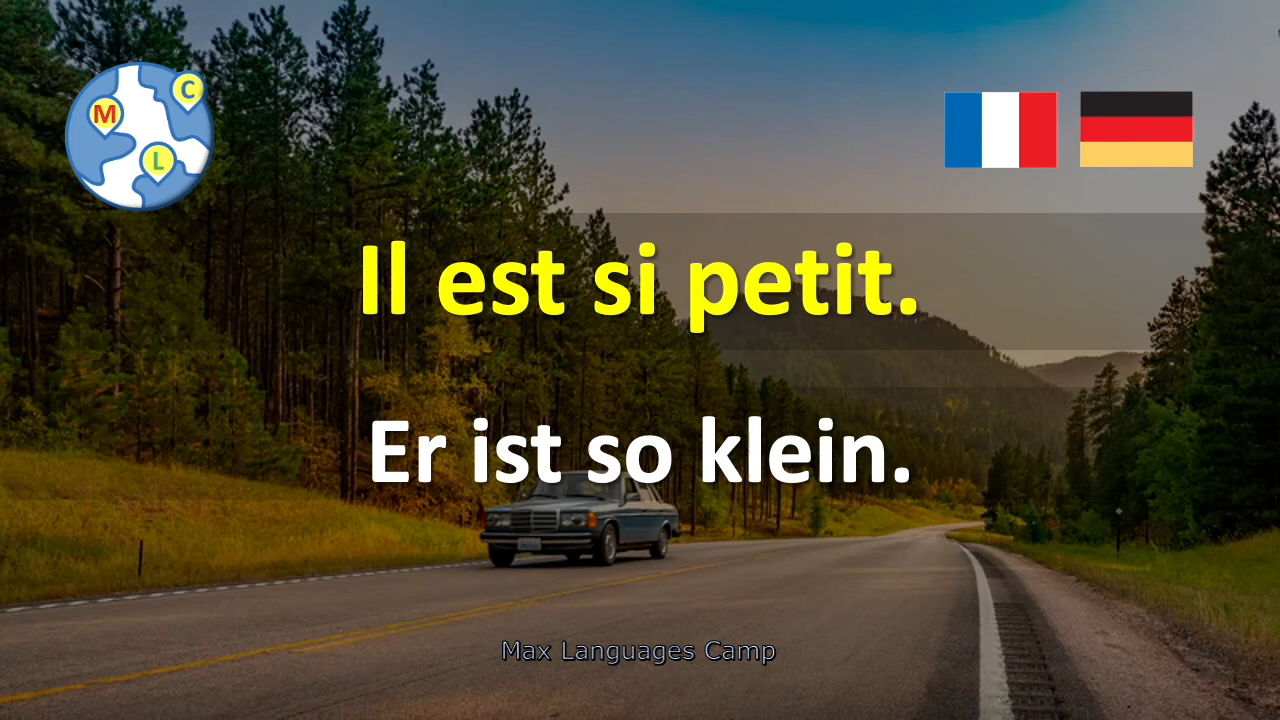 M
C
L
Il est si petit.
Er ist so klein.
Max Languages Camp